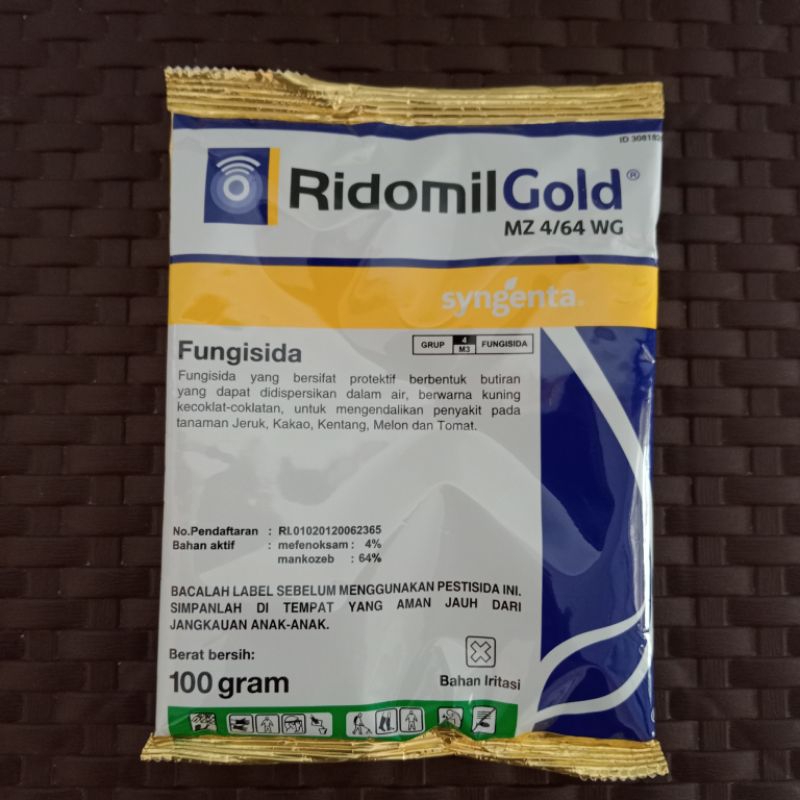 RidomilGold®
MZ 4/64 WG
syngenta®
Fungisida
GRUP 4 M3 FUNGISIDA
Fungisida yang bersifat protektif berbentuk butiran
yang dapat didispersikan dalam air, berwarna kuning
kecoklat-coklatan, untuk mengendalikan penyakit pada
tanaman Jeruk, Kakao, Kentang, Melon dan Tomat.
No.Pendaftaran : RI.01020120062365
Bahan aktif : mefenoksam : 4%
mankozeb : 64%
BACALAH LABEL SEBELUM MENGGUNAKAN PESTISIDA INI.
SIMPANLAH DI TEMPAT YANG AMAN JAUH DARI
JANGKAUAN ANAK-ANAK.
Berat bersih:
100 gram
Bahan Iritasi